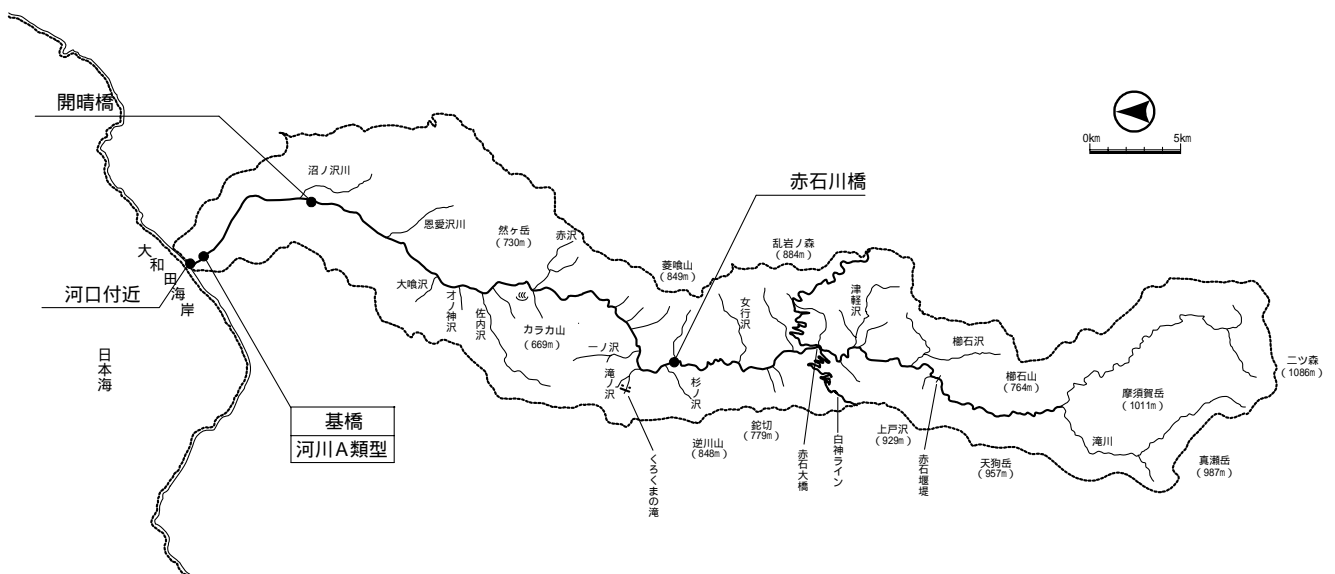 開晴橋
沼ノ沢川
恩愛沢川
然ヶ岳
(730m)
赤沢
大和田海岸
河口付近
日本海
基橋
河川A類型
大喰沢
オノ神沢
佐内沢
カラカ山
(669m)
一ノ沢
滝ノ沢
くろくまの滝
菱喰山
(849m)
赤石川橋
杉ノ沢
女行沢
乱岩ノ森
(884m)
逆川山
(848m)
鉈切
(779m)
赤石大橋
白神ライン
津軽沢
櫛石沢
上戸沢
(929m)
赤石堰堤
櫛石山
(764m)
天狗岳
(957m)
摩須賀岳
(1011m)
滝川
真瀬岳
(987m)
二ツ森
(1086m)
0km
5km